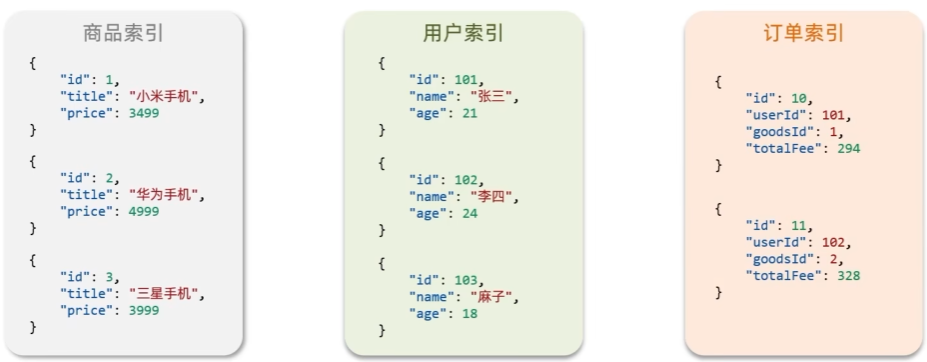 商品索引
{
"id": 1,
"title": "小米手机",
"price": 3499
}
{
"id": 2,
"title": "华为手机",
"price": 4999
}
{
"id": 3,
"title": "三星手机",
"price": 3999
}
用户索引
{
"id": 101,
"name": "张三",
"age": 21
}
{
"id": 102,
"name": "李四",
"age": 24
}
{
"id": 103,
"name": "麻子",
"age": 18
}
订单索引
{
"id": 10,
"userId": 101,
"goodsId": 1,
"totalFee": 294
}
{
"id": 11,
"userId": 102,
"goodsId": 2,
"totalFee": 328
}